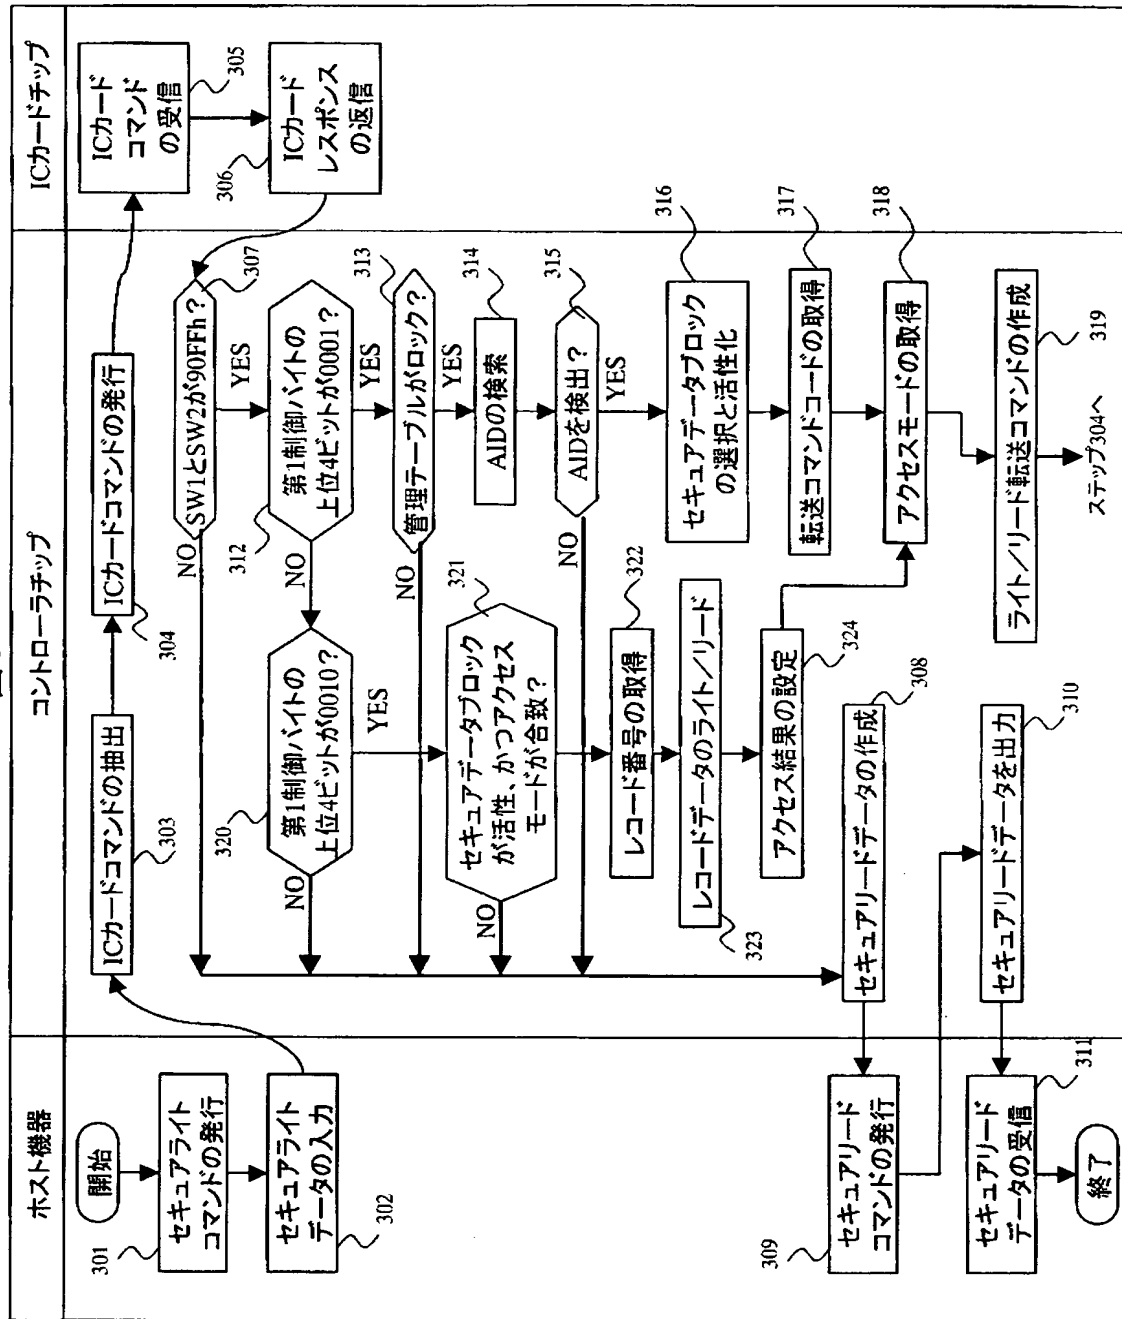 ホスト機器
コントローラチップ
ICカードチップ
開始
セキュアライト
コマンドの発行
301
セキュアライト
データの入力
302
ICカードコマンドの抽出
303
ICカードコマンドの発行
304
ICカード
コマンド
の受信
305
ICカード
レスポンス
の返信
306
SW1とSW2が90FFh?
307
NO
YES
第1制御バイトの
上位4ビットが0001?
312
NO
YES
管理テーブルがロック?
313
NO
YES
AIDの検索
314
AIDを検出?
315
NO
YES
セキュアデータブロック
の選択と活性化
316
転送コマンドコードの取得
317
アクセスモードの取得
318
ライト/リード転送コマンドの作成
319
ステップ304へ
第1制御バイトの
上位4ビットが0010?
320
NO
YES
セキュアデータブロック
が活性、かつアクセス
モードが合致?
321
NO
レコード番号の取得
322
レコードデータのライト/リード
323
アクセス結果の設定
324
セキュアリードデータの作成
308
セキュアリード
コマンドの発行
309
セキュアリードデータを出力
310
セキュアリード
データの受信
311
終了